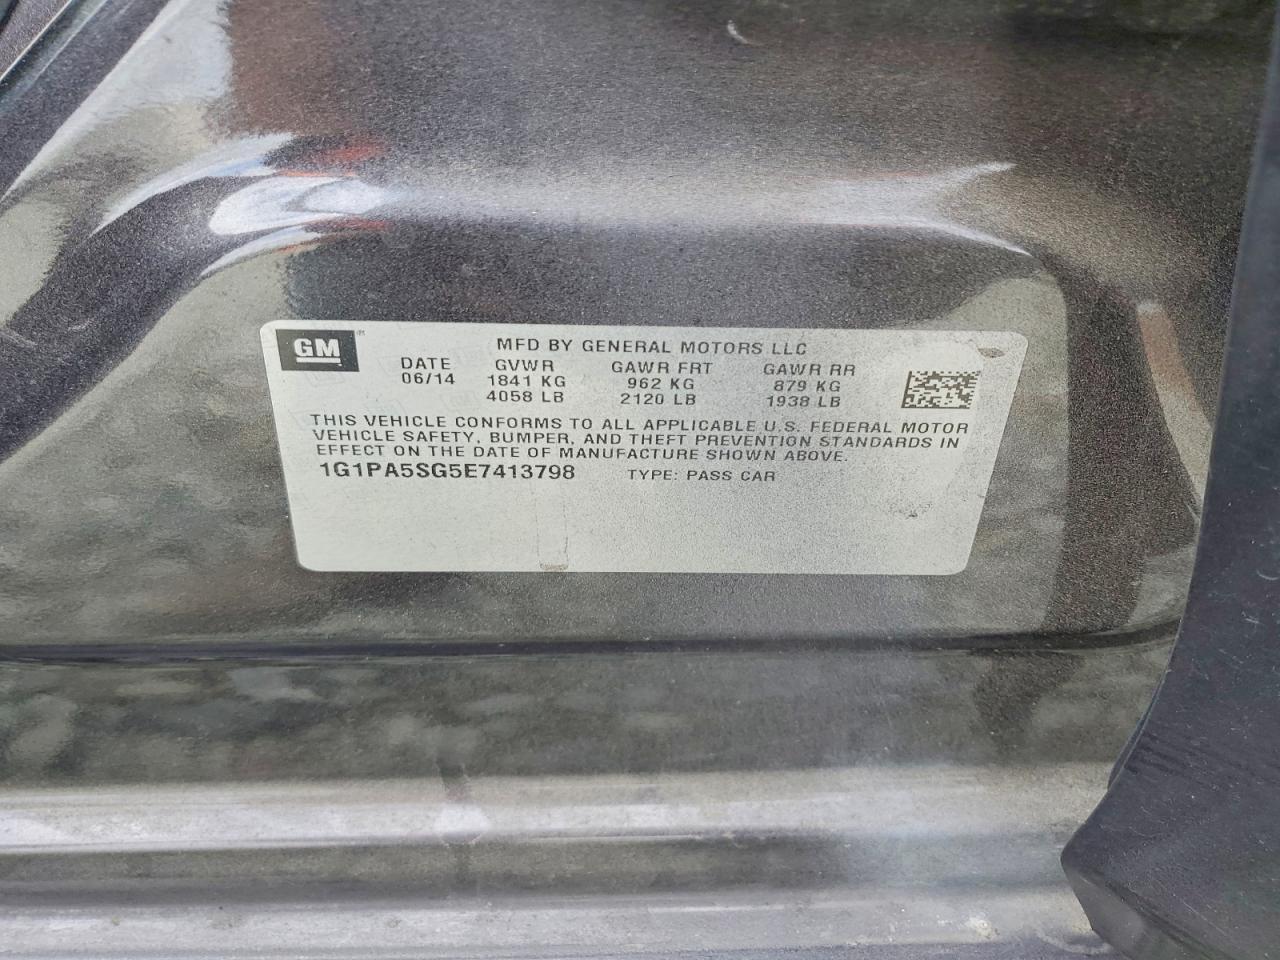 GM
MFD BY GENERAL MOTORS LLC
DATE GVWR GAWR FRT GAWR RR
06/14 1841 KG 962 KG 879 KG
4058 LB 2120 LB 1938 LB
THIS VEHICLE CONFORMS TO ALL APPLICABLE U.S. FEDERAL MOTOR
VEHICLE SAFETY, BUMPER, AND THEFT PREVENTION STANDARDS IN
EFFECT ON THE DATE OF MANUFACTURE SHOWN ABOVE.
1G1PA5SG5E7413798 TYPE: PASS CAR